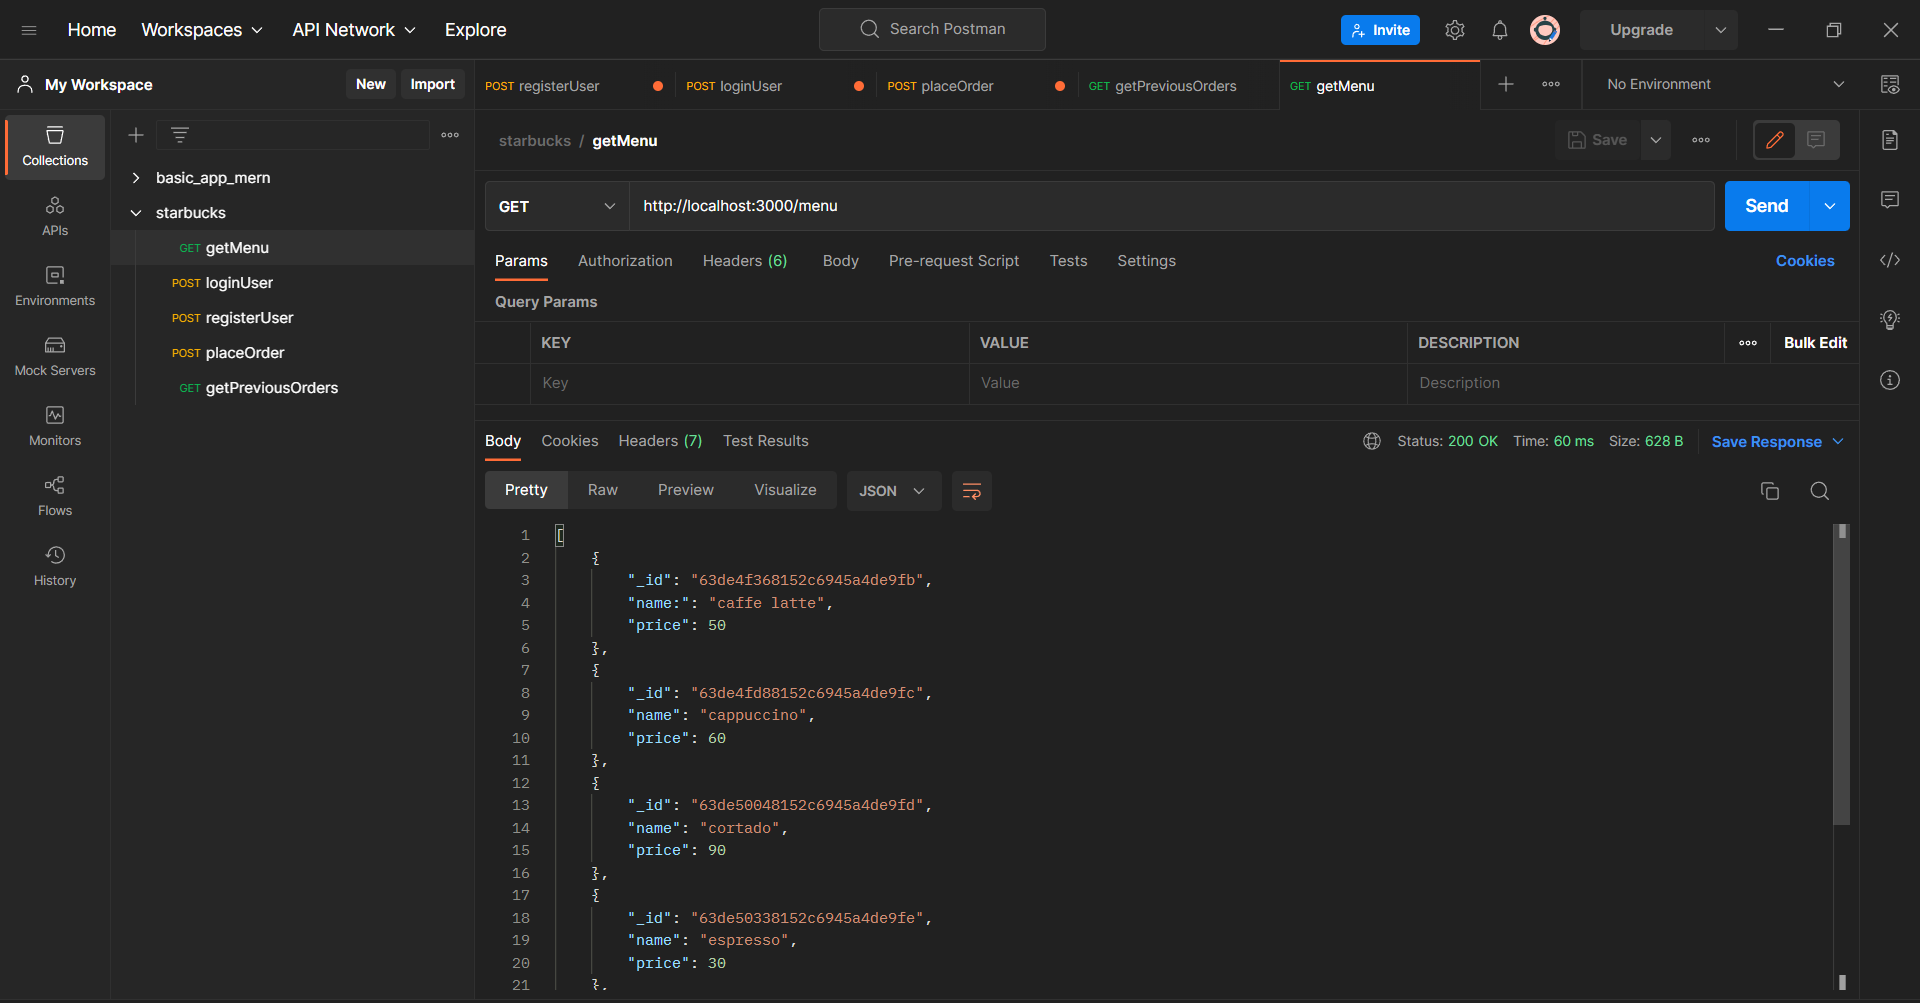 Home Workspaces API Network Explore Search Postman Invite Upgrade
My Workspace New Import POST registerUser POST loginUser POST placeOrder GET getPreviousOrders GET getMenu No Environment
Collections
APIs
Environments
Mock Servers
Monitors
Flows
History
basic_app_mern
starbucks
GET getMenu
POST loginUser
POST registerUser
POST placeOrder
GET getPreviousOrders
starbucks / getMenu Save
GET http://localhost:3000/menu Send
Params Authorization Headers (6) Body Pre-request Script Tests Settings Cookies
Query Params
KEY VALUE DESCRIPTION Bulk Edit
Key Value Description
Body Cookies Headers (7) Test Results Status: 200 OK Time: 60 ms Size: 628 B Save Response
Pretty Raw Preview Visualize JSON
1 [
2 {
3 "_id": "63de4f368152c6945a4de9fb",
4 "name:": "caffe latte",
5 "price": 50
6 },
7 {
8 "_id": "63de4fd88152c6945a4de9fc",
9 "name": "cappuccino",
10 "price": 60
11 },
12 {
13 "_id": "63de50048152c6945a4de9fd",
14 "name": "cortado",
15 "price": 90
16 },
17 {
18 "_id": "63de50338152c6945a4de9fe",
19 "name": "espresso",
20 "price": 30
21 },